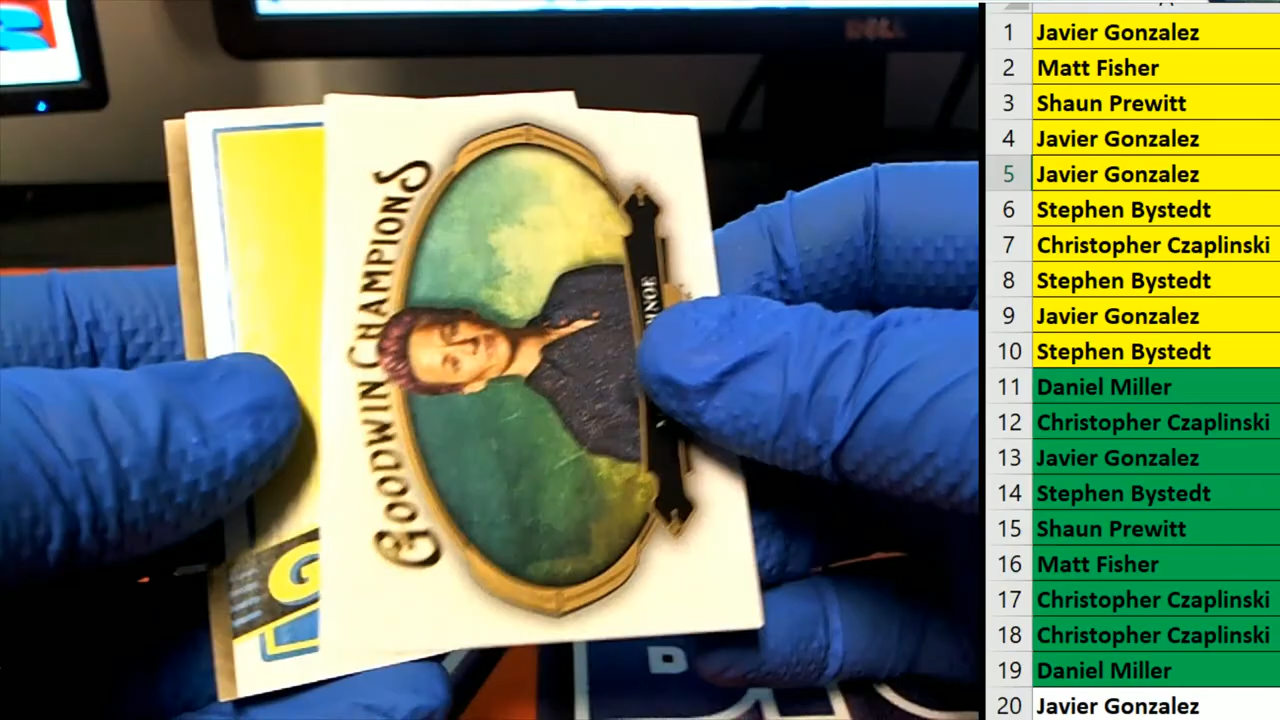 DELL
GOODWIN CHAMPIONS
G
1 Javier Gonzalez
2 Matt Fisher
3 Shaun Prewitt
4 Javier Gonzalez
5 Javier Gonzalez
6 Stephen Bystedt
7 Christopher Czaplinski
8 Stephen Bystedt
9 Javier Gonzalez
10 Stephen Bystedt
11 Daniel Miller
12 Christopher Czaplinski
13 Javier Gonzalez
14 Stephen Bystedt
15 Shaun Prewitt
16 Matt Fisher
17 Christopher Czaplinski
18 Christopher Czaplinski
19 Daniel Miller
20 Javier Gonzalez